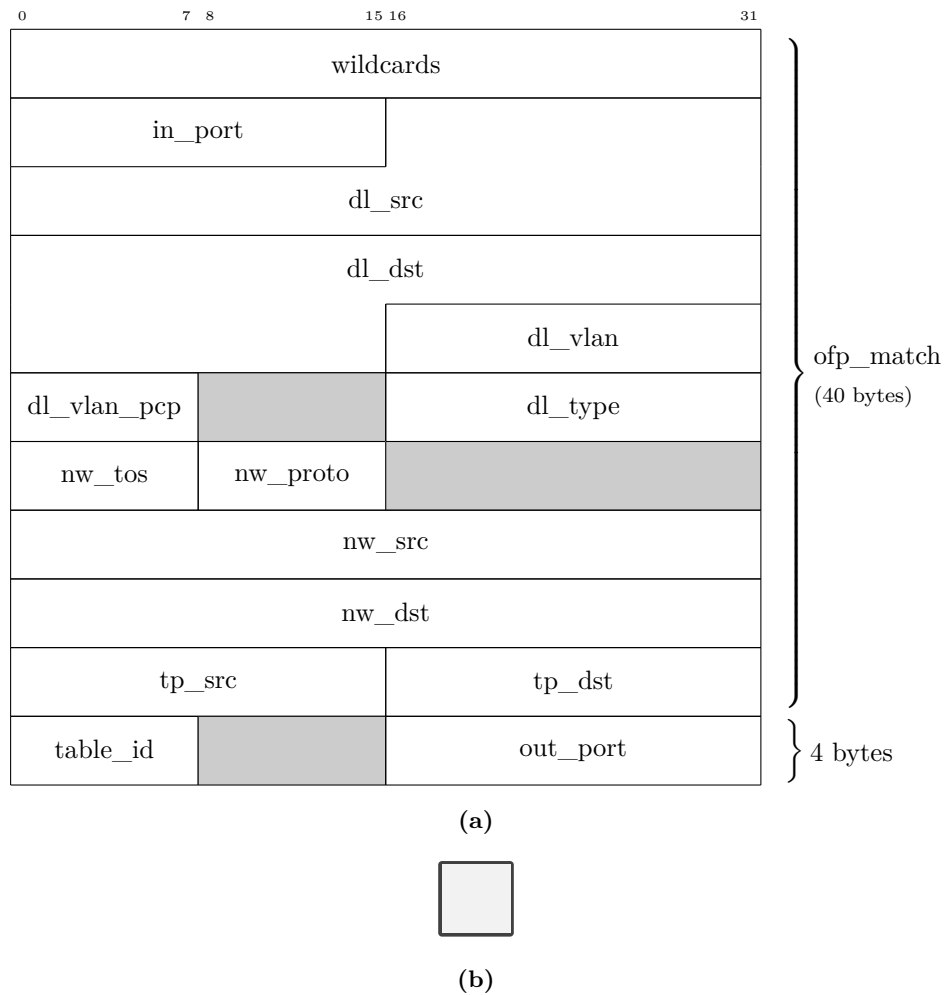 0 7 8 15 16 31
wildcards
in_port
dl_src
dl_dst
dl_vlan
ofp_match
dl_vlan_pcp dl_type
(40 bytes)
nw_tos nw_proto
nw_src
nw_dst
tp_src tp_dst
table_id out_port 4 bytes
(a)
(b)